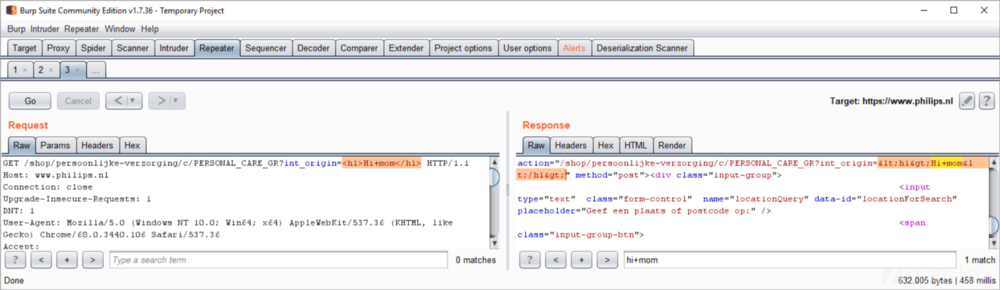 Burp Suite Community Edition v1.7.36 - Temporary Project
Burp Intruder Repeater Window Help
Target Proxy Spider Scanner Intruder Repeater Sequencer Decoder Comparer Extender Project options User options Alerts Deserialization Scanner
1 × 2 × 3 × ...
Go Cancel < | ▼ > | ▼ Target: https://www.philips.nl ?
Request
Raw Params Headers Hex
GET /shop/persoonlijke-verzorging/c/PERSONAL_CARE_GR?int_origin=<h1>Hi+mom</h1> HTTP/1.1
Host: www.philips.nl
Connection: close
Upgrade-Insecure-Requests: 1
DNT: 1
User-Agent: Mozilla/5.0 (Windows NT 10.0; Win64; x64) AppleWebKit/537.36 (KHTML, like
Gecko) Chrome/68.0.3440.106 Safari/537.36
Accept:
? < + > Type a search term 0 matches
Response
Raw Headers Hex HTML Render
action="/shop/persoonlijke-verzorging/c/PERSONAL_CARE_GR?int_origin=&lt;h1&gt;Hi+mom&l
t;/h1&gt;" method="post"><div class="input-group">
<input
type="text" class="form-control" name="locationQuery" data-id="locationForSearch"
placeholder="Geef een plaats of postcode op:" />
<span
class="input-group-btn">
? < + > hi+mom 1 match
Done 632.005 bytes | 458 millis